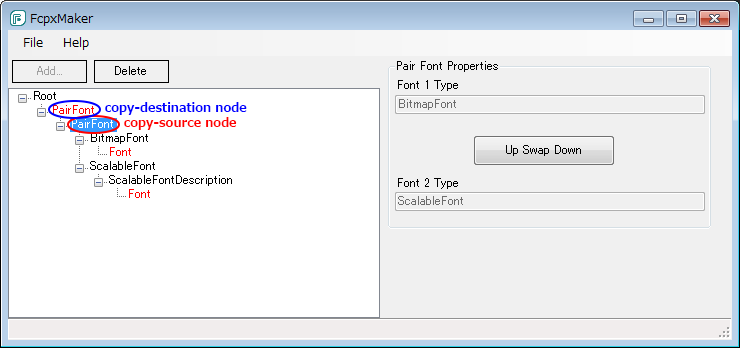 FcpxMaker
File Help
Add... Delete
Root
PairFont copy-destination node
PairFont copy-source node
BitmapFont
Font
ScalableFont
ScalableFontDescription
Font
Pair Font Properties
Font 1 Type
BitmapFont
Up Swap Down
Font 2 Type
ScalableFont